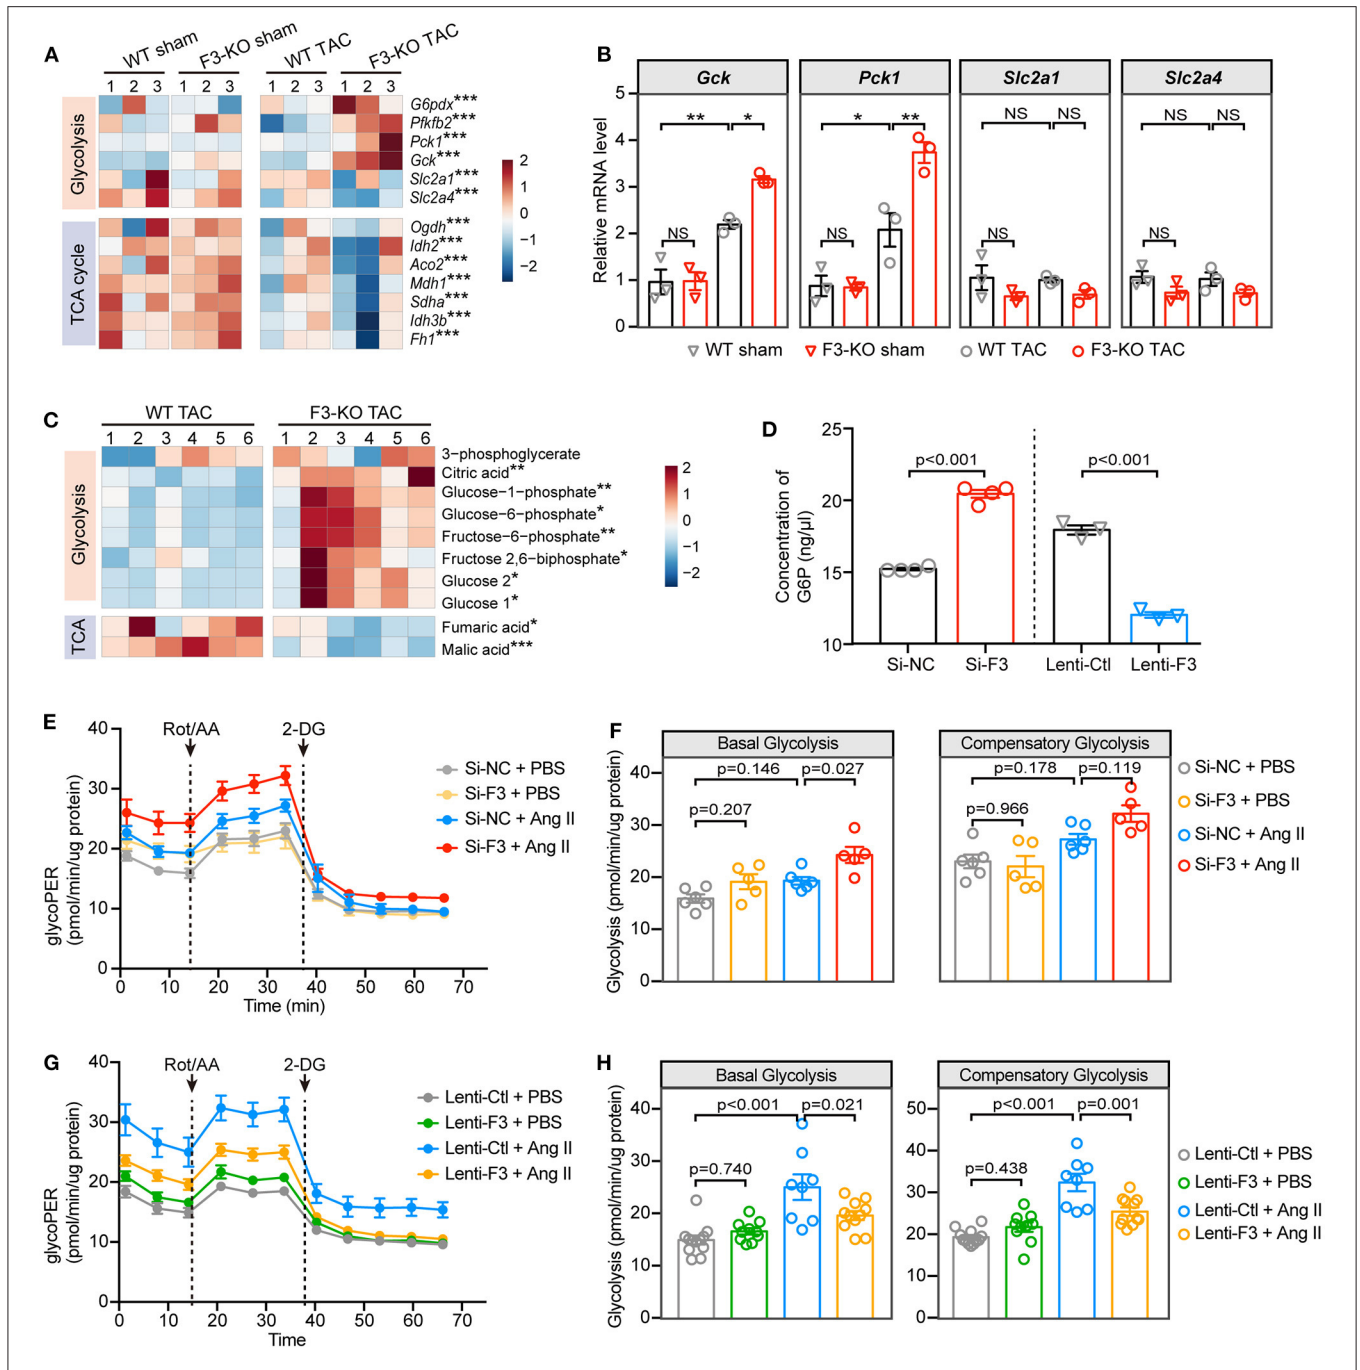 A
WT sham
F3-KO sham
WT TAC
F3-KO TAC
1 2 3 1 2 3 1 2 3 1 2 3
Glycolysis
G6pdx***
Pfkfb2***
Pck1***
Gck***
Slc2a1***
Slc2a4***
TCA cycle
Ogdh***
Idh2***
Aco2***
Mdh1***
Sdha***
Idh3b***
Fh1***
2
1
0
−1
−2
B
Gck Pck1 Slc2a1 Slc2a4
Relative mRNA level
5
4
3
2
1
0
** * * ** NS NS NS NS
NS NS NS NS
WT sham F3-KO sham WT TAC F3-KO TAC
C
WT TAC F3-KO TAC
1 2 3 4 5 6 1 2 3 4 5 6
Glycolysis
3−phosphoglycerate
Citric acid**
Glucose−1−phosphate**
Glucose−6−phosphate*
Fructose−6−phosphate**
Fructose 2,6−biphosphate*
Glucose 2*
Glucose 1*
TCA
Fumaric acid*
Malic acid***
2
1
0
−1
−2
D
Concentration of
G6P (ng/μl)
25
20
15
10
p<0.001 p<0.001
Si-NC Si-F3 Lenti-Ctl Lenti-F3
E
glycoPER
(pmol/min/ug protein)
40
30
20
10
0
Rot/AA 2-DG
Si-NC + PBS
Si-F3 + PBS
Si-NC + Ang II
Si-F3 + Ang II
0 10 20 30 40 50 60 70
Time (min)
F
Glycolysis (pmol/min/ug protein)
Basal Glycolysis
40
30
20
10
0
p=0.146 p=0.027
p=0.207
Compensatory Glycolysis
p=0.178 p=0.119
p=0.966
Si-NC + PBS
Si-F3 + PBS
Si-NC + Ang II
Si-F3 + Ang II
G
glycoPER
(pmol/min/ug protein)
40
30
20
10
0
Rot/AA 2-DG
Lenti-Ctl + PBS
Lenti-F3 + PBS
Lenti-Ctl + Ang II
Lenti-F3 + Ang II
0 10 20 30 40 50 60 70
Time
H
Glycolysis (pmol/min/ug protein)
Basal Glycolysis
40
30
20
10
0
p<0.001 p=0.021
p=0.740
Compensatory Glycolysis
50
40
30
20
10
0
p<0.001 p=0.001
p=0.438
Lenti-Ctl + PBS
Lenti-F3 + PBS
Lenti-Ctl + Ang II
Lenti-F3 + Ang II